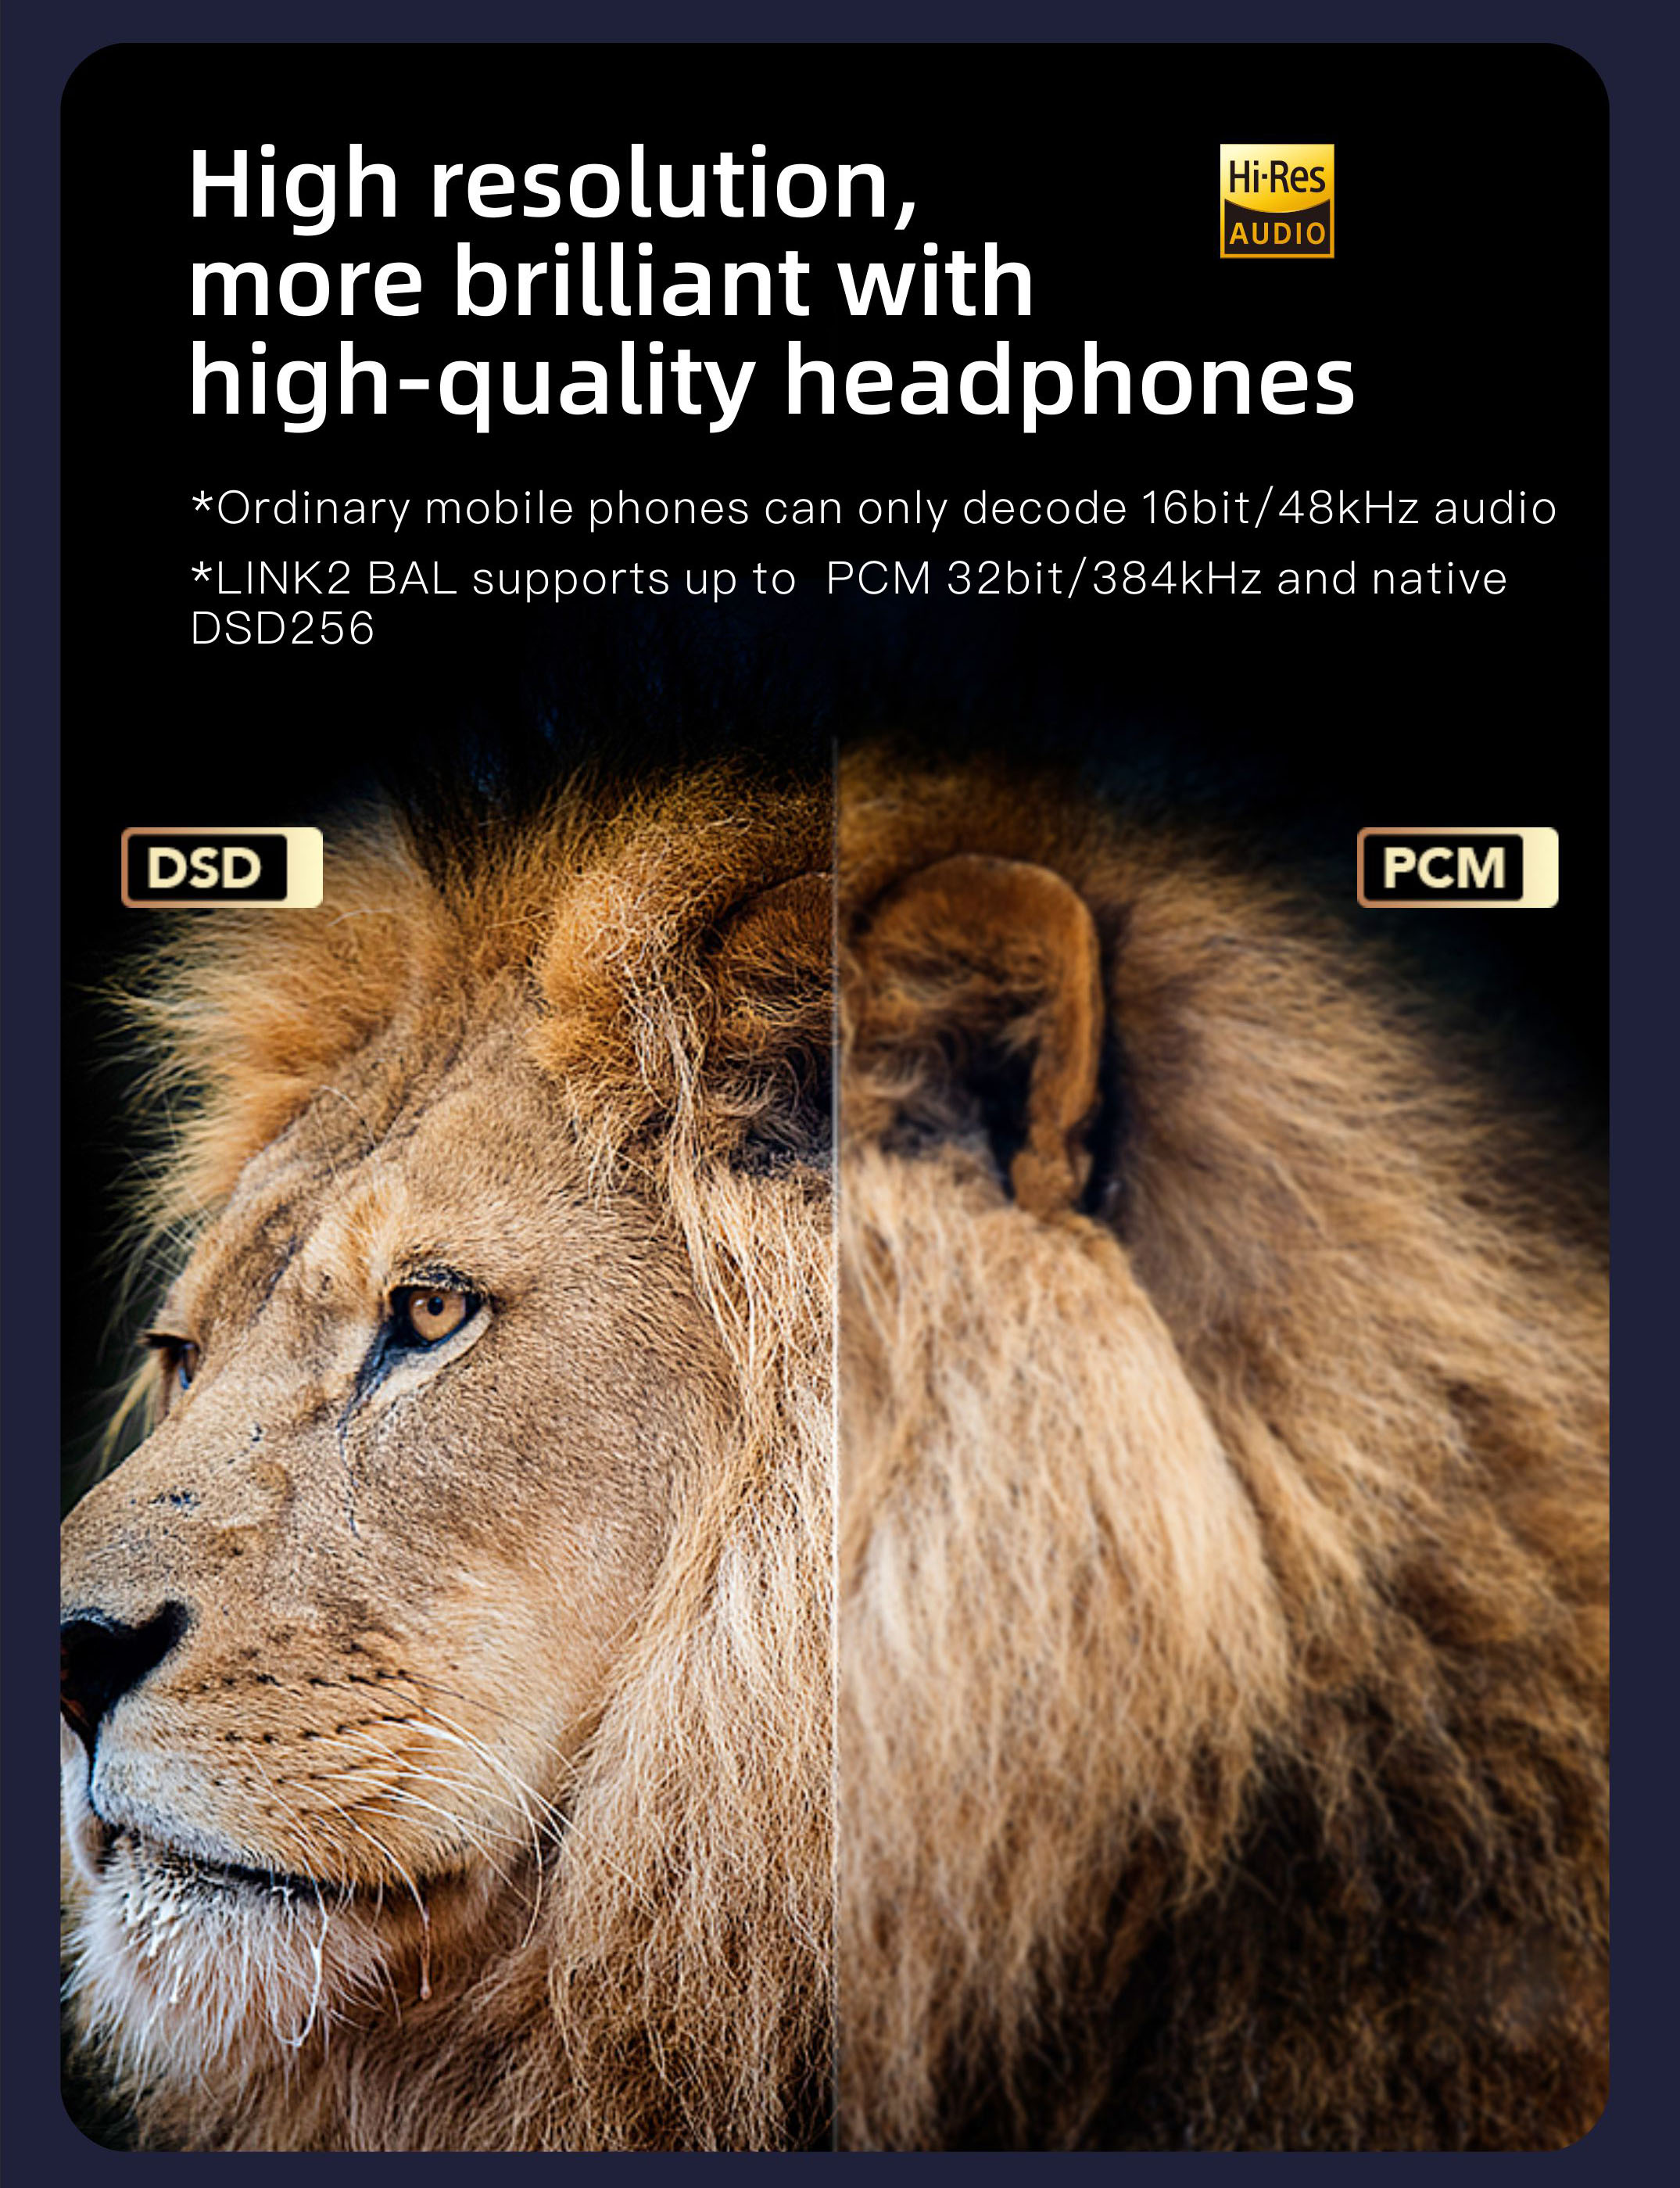 High resolution,
more brilliant with
high-quality headphones
Hi-Res
AUDIO
*Ordinary mobile phones can only decode 16bit/48kHz audio
*LINK2 BAL supports up to  PCM 32bit/384kHz and native
DSD256
DSD
PCM